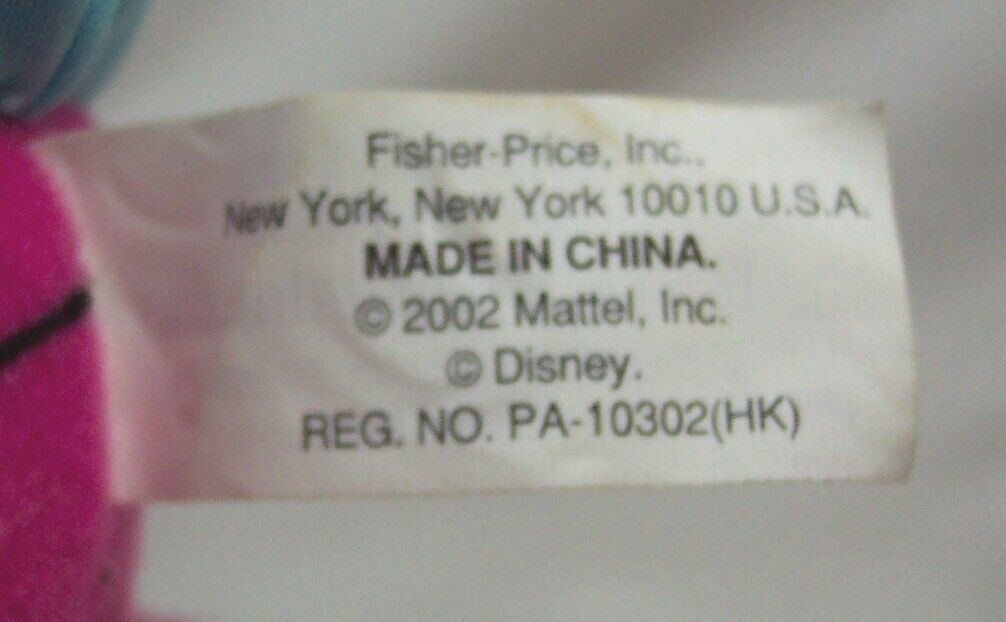 Fisher-Price, Inc.,
New York, New York 10010 U.S.A.
MADE IN CHINA.
© 2002 Mattel, Inc.
© Disney.
REG. NO. PA-10302(HK)